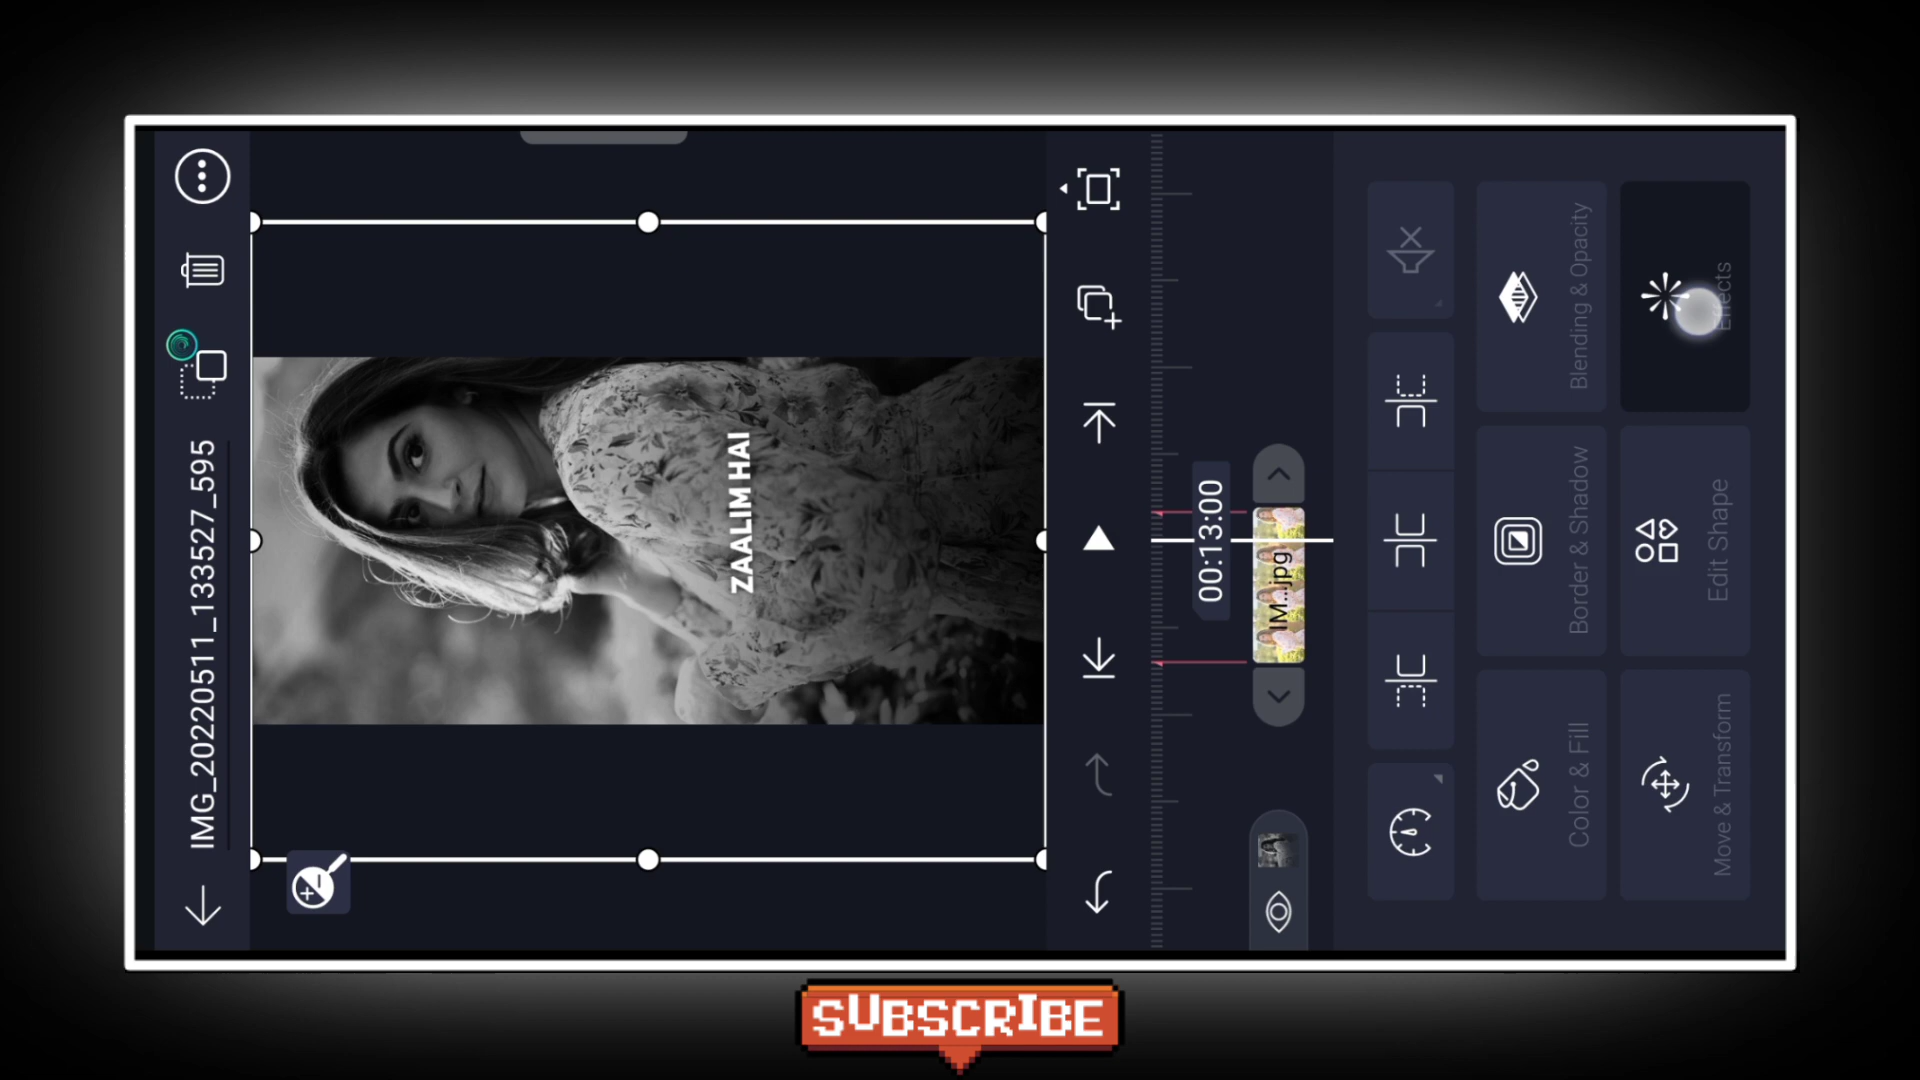 IMG_20220511_133527_595
ZAALIM HAI
00:13:00
IM...jpg
Blending & Opacity
Effects
Border & Shadow
Edit Shape
Color & Fill
Move & Transform
SUBSCRIBE